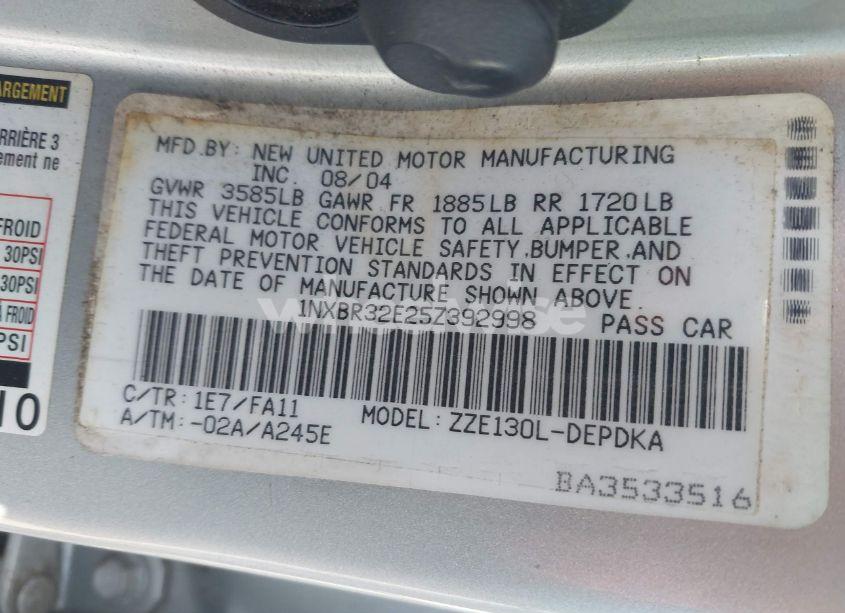 ARGEMENT
RRIÈRE 3
ement ne
FROID
30PSI
30PSI
À FROID
PSI
10
MFD.BY: NEW UNITED MOTOR MANUFACTURING
INC. 08/04
GVWR 3585LB GAWR FR 1885LB RR 1720LB
THIS VEHICLE CONFORMS TO ALL APPLICABLE
FEDERAL MOTOR VEHICLE SAFETY,BUMPER,AND
THEFT PREVENTION STANDARDS IN EFFECT ON
THE DATE OF MANUFACTURE SHOWN ABOVE.
1NXBR32E25Z392998 PASS CAR
C/TR: 1E7/FA11
A/TM:-02A/A245E
MODEL: ZZE130L-DEPDKA
BA3533516